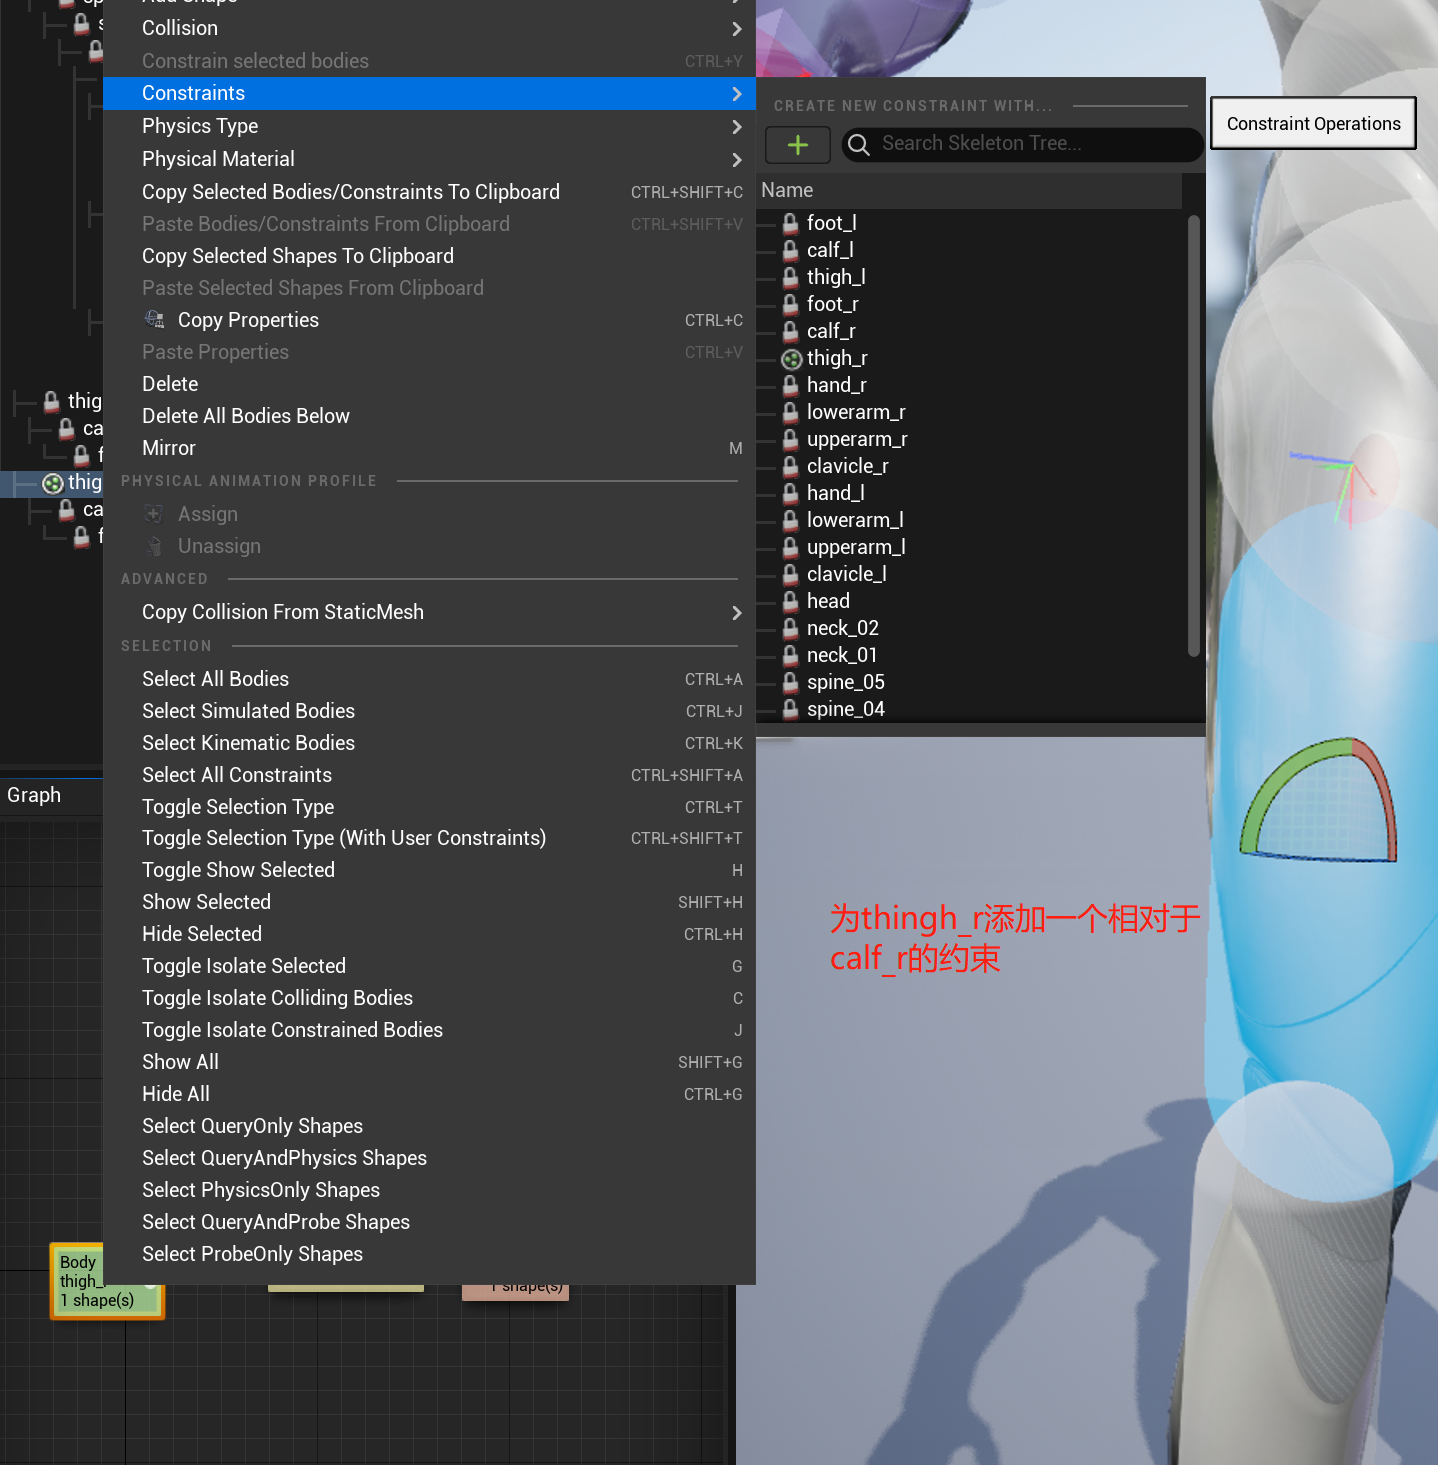 Collision
Constrain selected bodies CTRL+Y
Constraints
Physics Type
Physical Material
Copy Selected Bodies/Constraints To Clipboard CTRL+SHIFT+C
Paste Bodies/Constraints From Clipboard CTRL+SHIFT+V
Copy Selected Shapes To Clipboard
Paste Selected Shapes From Clipboard
Copy Properties CTRL+C
Paste Properties CTRL+V
Delete
Delete All Bodies Below
Mirror M
PHYSICAL ANIMATION PROFILE
Assign
Unassign
ADVANCED
Copy Collision From StaticMesh
SELECTION
Select All Bodies CTRL+A
Select Simulated Bodies CTRL+J
Select Kinematic Bodies CTRL+K
Select All Constraints CTRL+SHIFT+A
Toggle Selection Type CTRL+T
Toggle Selection Type (With User Constraints) CTRL+SHIFT+T
Toggle Show Selected H
Show Selected SHIFT+H
Hide Selected CTRL+H
Toggle Isolate Selected G
Toggle Isolate Colliding Bodies C
Toggle Isolate Constrained Bodies J
Show All SHIFT+G
Hide All CTRL+G
Select QueryOnly Shapes
Select QueryAndPhysics Shapes
Select PhysicsOnly Shapes
Select QueryAndProbe Shapes
Select ProbeOnly Shapes
CREATE NEW CONSTRAINT WITH...
Search Skeleton Tree...
Name
foot_l
calf_l
thigh_l
foot_r
calf_r
thigh_r
hand_r
lowerarm_r
upperarm_r
clavicle_r
hand_l
lowerarm_l
upperarm_l
clavicle_l
head
neck_02
neck_01
spine_05
spine_04
Constraint Operations
为thingh_r添加一个相对于
calf_r的约束
thig
ca
f
thig
ca
f
Graph
Body
thigh_
1 shape(s)
1 shape(s)